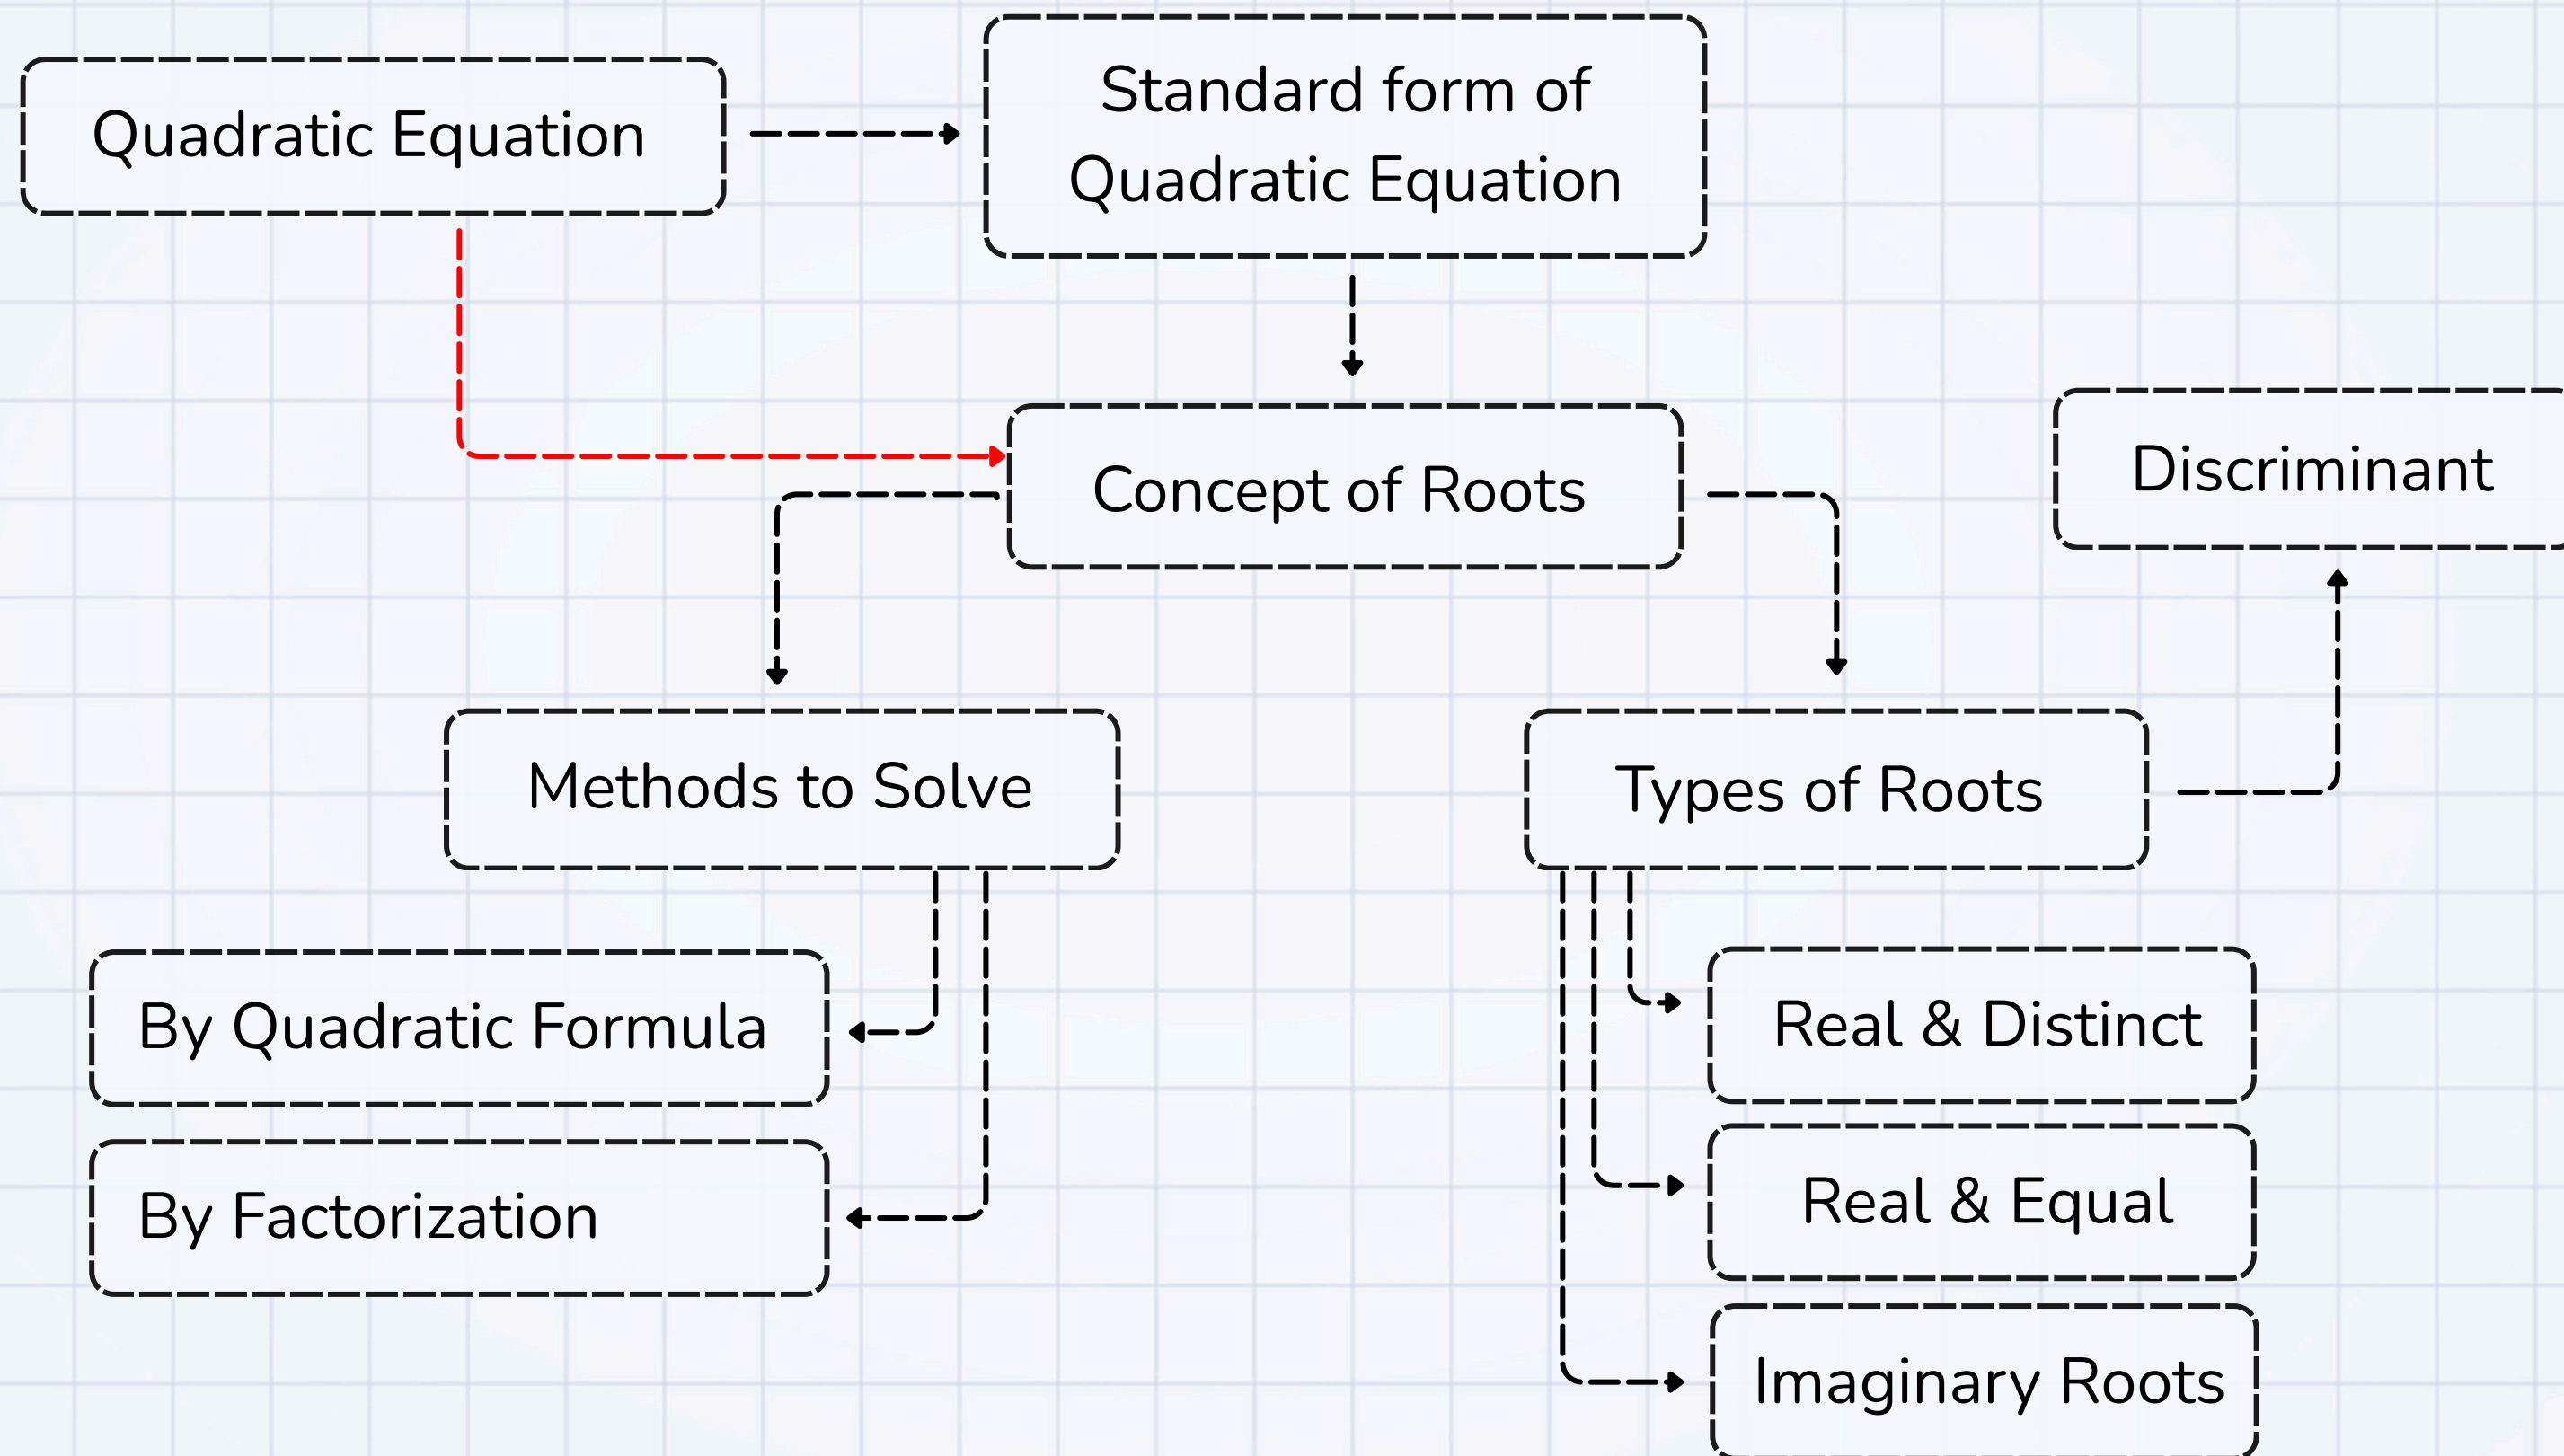 Quadratic Equation
Standard form of
Quadratic Equation
Concept of Roots
Discriminant
Methods to Solve
Types of Roots
By Quadratic Formula
By Factorization
Real & Distinct
Real & Equal
Imaginary Roots